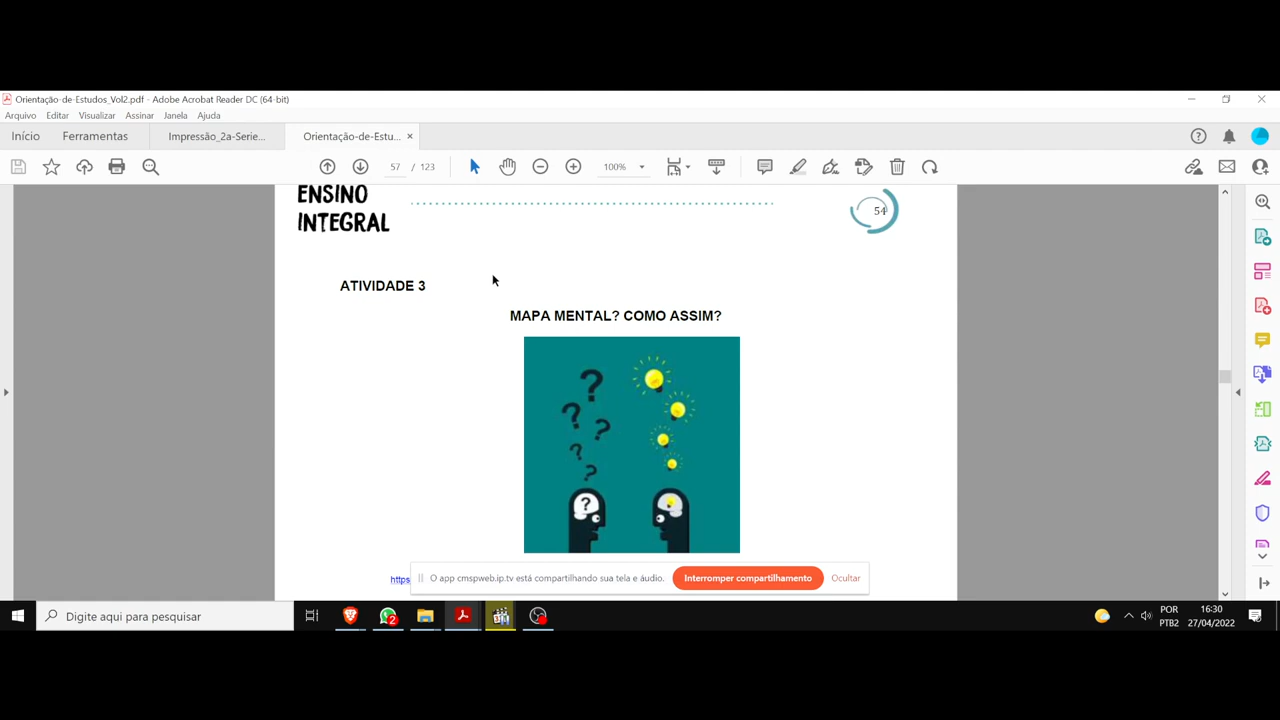 Orientação-de-Estudos_Vol2.pdf - Adobe Acrobat Reader DC (64-bit)
Arquivo Editar Visualizar Assinar Janela Ajuda
Início Ferramentas Impressão_2a-Serie... Orientação-de-Estu... ×
57 / 123 100%
ENSINO
INTEGRAL
54
ATIVIDADE 3
MAPA MENTAL? COMO ASSIM?
? 
?
?
?
?
?
https
O app cmspweb.ip.tv está compartilhando sua tela e áudio. Interromper compartilhamento Ocultar
Digite aqui para pesquisar
2
POR
PTB2
16:30
27/04/2022